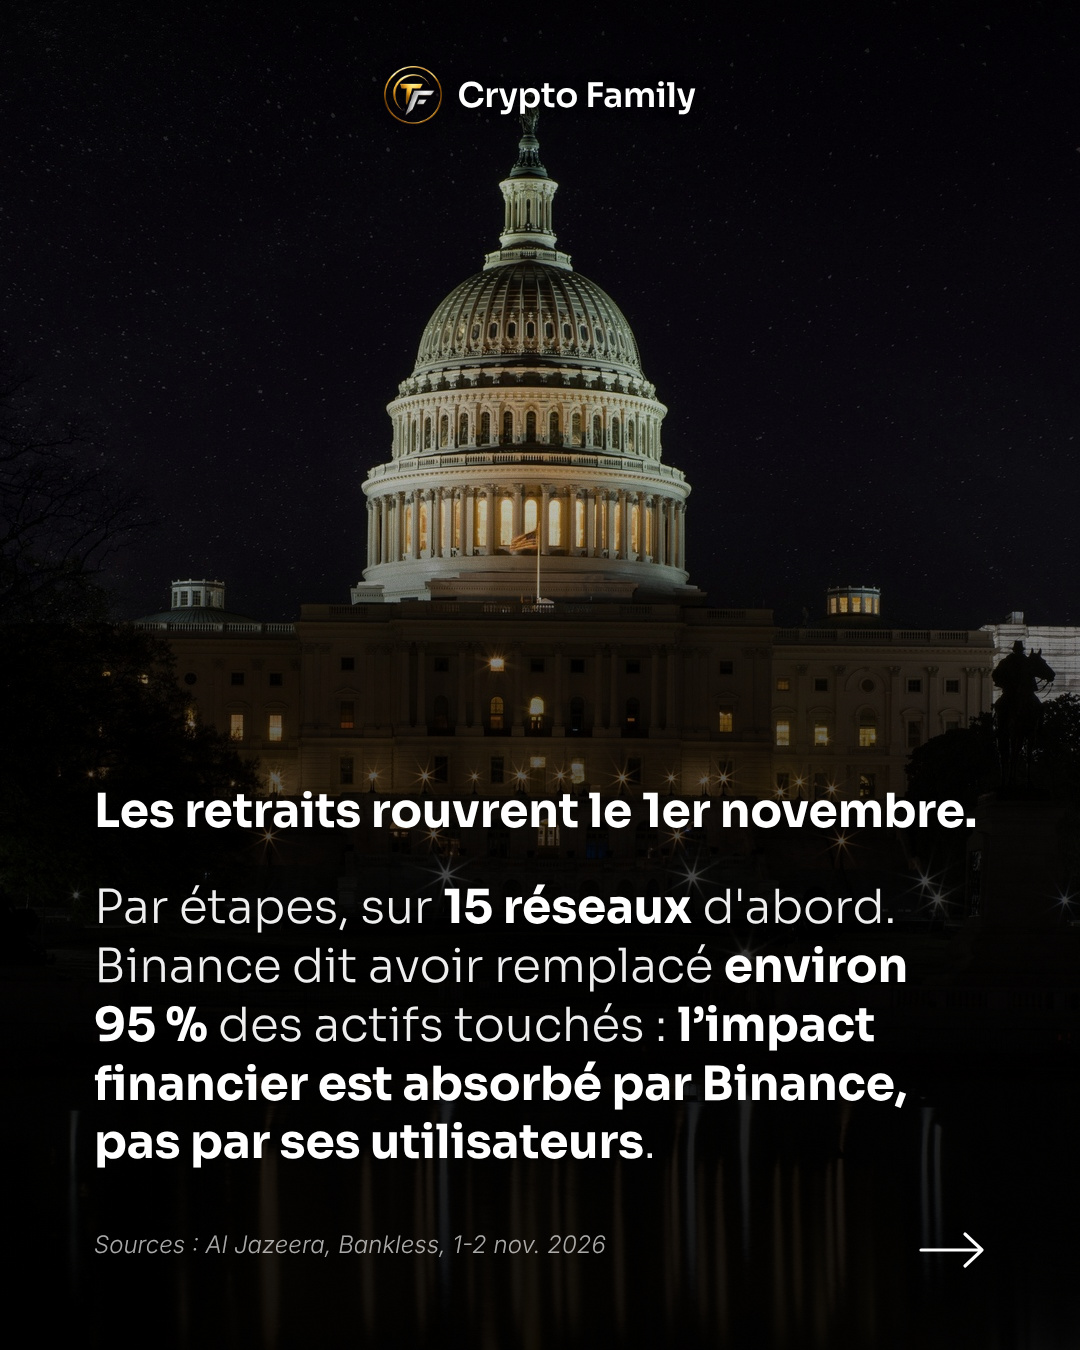 TF
Crypto Family
Les retraits rouvrent le 1er novembre.
Par étapes, sur 15 réseaux d'abord.
Binance dit avoir remplacé environ
95 % des actifs touchés : l’impact
financier est absorbé par Binance,
pas par ses utilisateurs.
Sources : Al Jazeera, Bankless, 1-2 nov. 2026